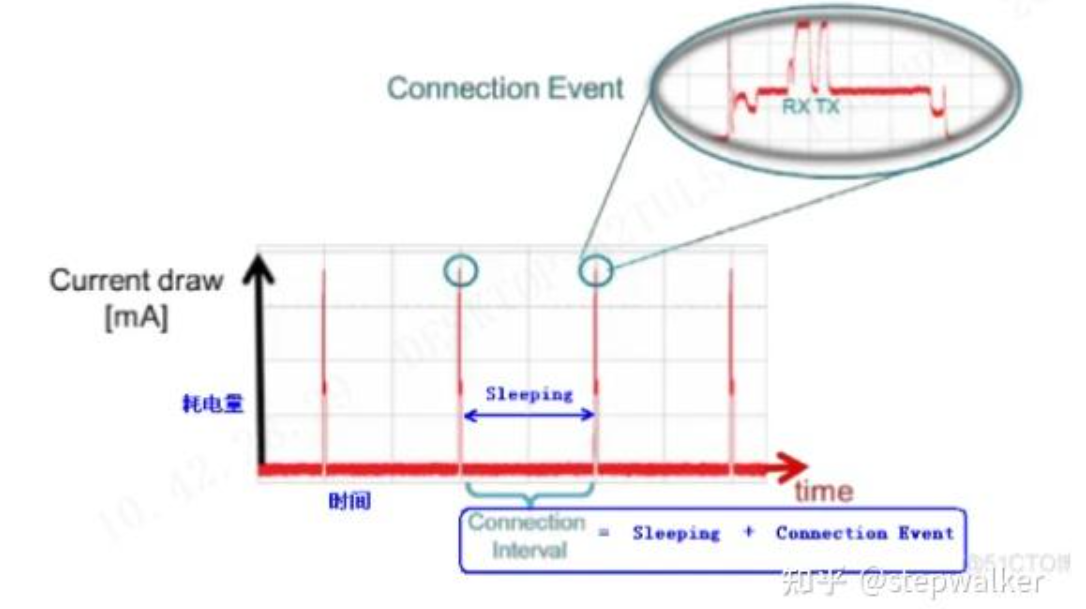 Connection Event
RX TX
Current draw
[mA]
耗电量
Sleeping
时间
time
Connection
Interval
= Sleeping + Connection Event
知乎 @stepwalker